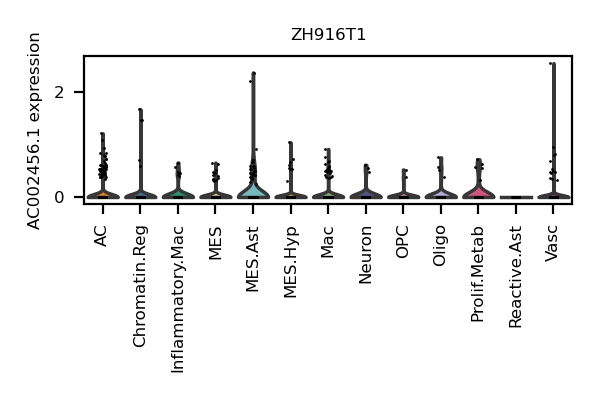 ZH916T1
AC002456.1 expression
2
0
AC
Chromatin.Reg
Inflammatory.Mac
MES
MES.Ast
MES.Hyp
Mac
Neuron
OPC
Oligo
Prolif.Metab
Reactive.Ast
Vasc